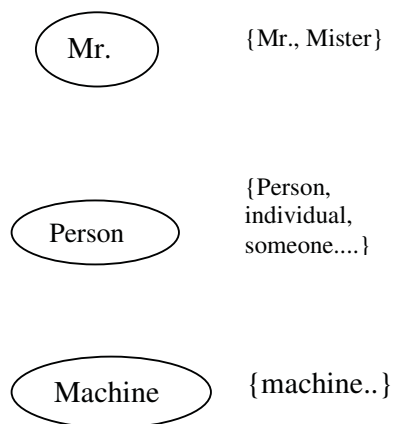 Mr.
{Mr., Mister}
Person
{Person,
individual,
someone....}
Machine
{machine..}